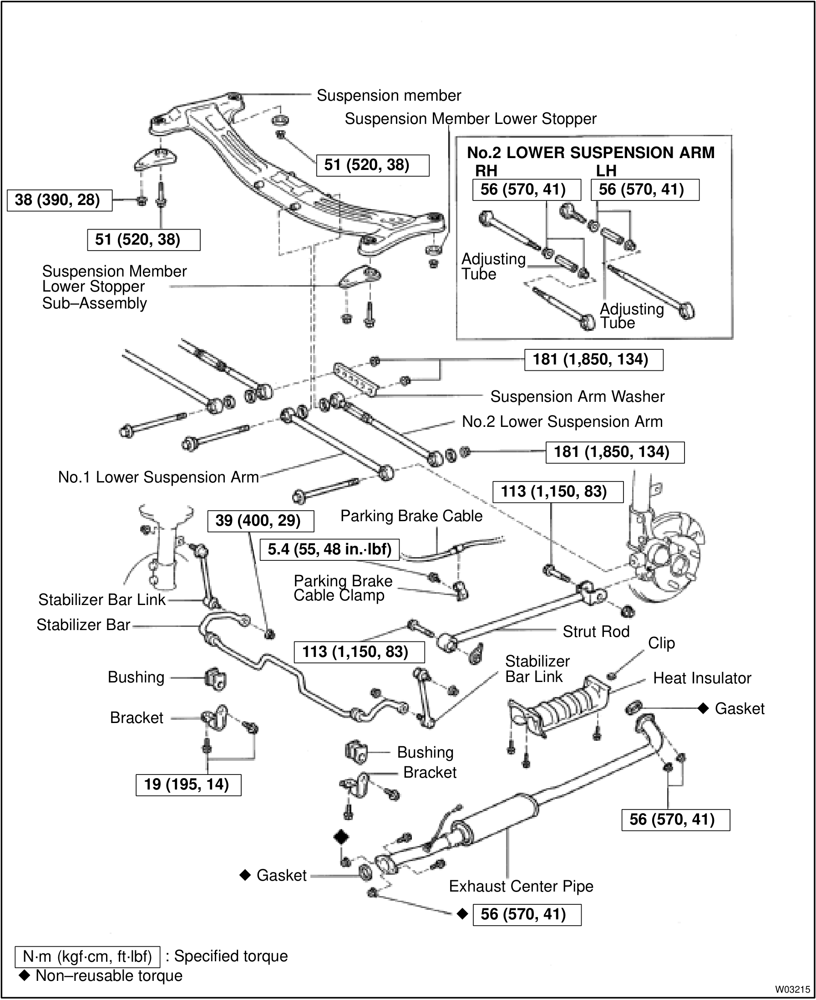 Suspension member
Suspension Member Lower Stopper
No.2 LOWER SUSPENSION ARM
RH
LH
51 (520, 38)
56 (570, 41)
56 (570, 41)
38 (390, 28)
51 (520, 38)
Adjusting
Tube
Suspension Member
Lower Stopper
Sub–Assembly
Adjusting
Tube
181 (1,850, 134)
Suspension Arm Washer
No.2 Lower Suspension Arm
181 (1,850, 134)
No.1 Lower Suspension Arm
113 (1,150, 83)
39 (400, 29)
Parking Brake Cable
5.4 (55, 48 in.·lbf)
Parking Brake
Cable Clamp
Stabilizer Bar Link
Stabilizer Bar
Strut Rod
Clip
113 (1,150, 83)
Stabilizer
Bar Link
Bushing
Heat Insulator
◆ Gasket
Bracket
Bushing
Bracket
19 (195, 14)
56 (570, 41)
◆
◆ Gasket
Exhaust Center Pipe
◆ 56 (570, 41)
N·m (kgf·cm, ft·lbf) : Specified torque
◆ Non–reusable torque
W03215